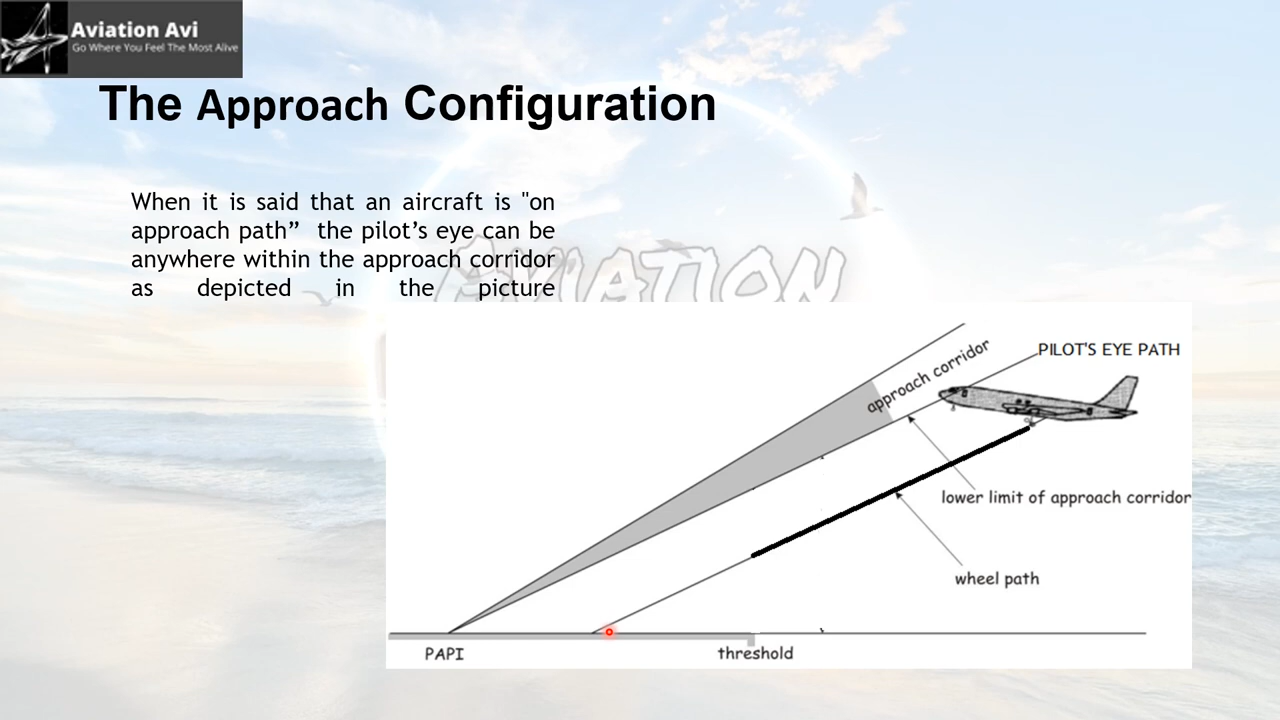 Aviation Avi
Go Where You Feel The Most Alive
The Approach Configuration
When it is said that an aircraft is "on
approach path” the pilot’s eye can be
anywhere within the approach corridor
as depicted in the picture
AVIATION
PILOT'S EYE PATH
approach corridor
lower limit of approach corridor
wheel path
PAPI
threshold